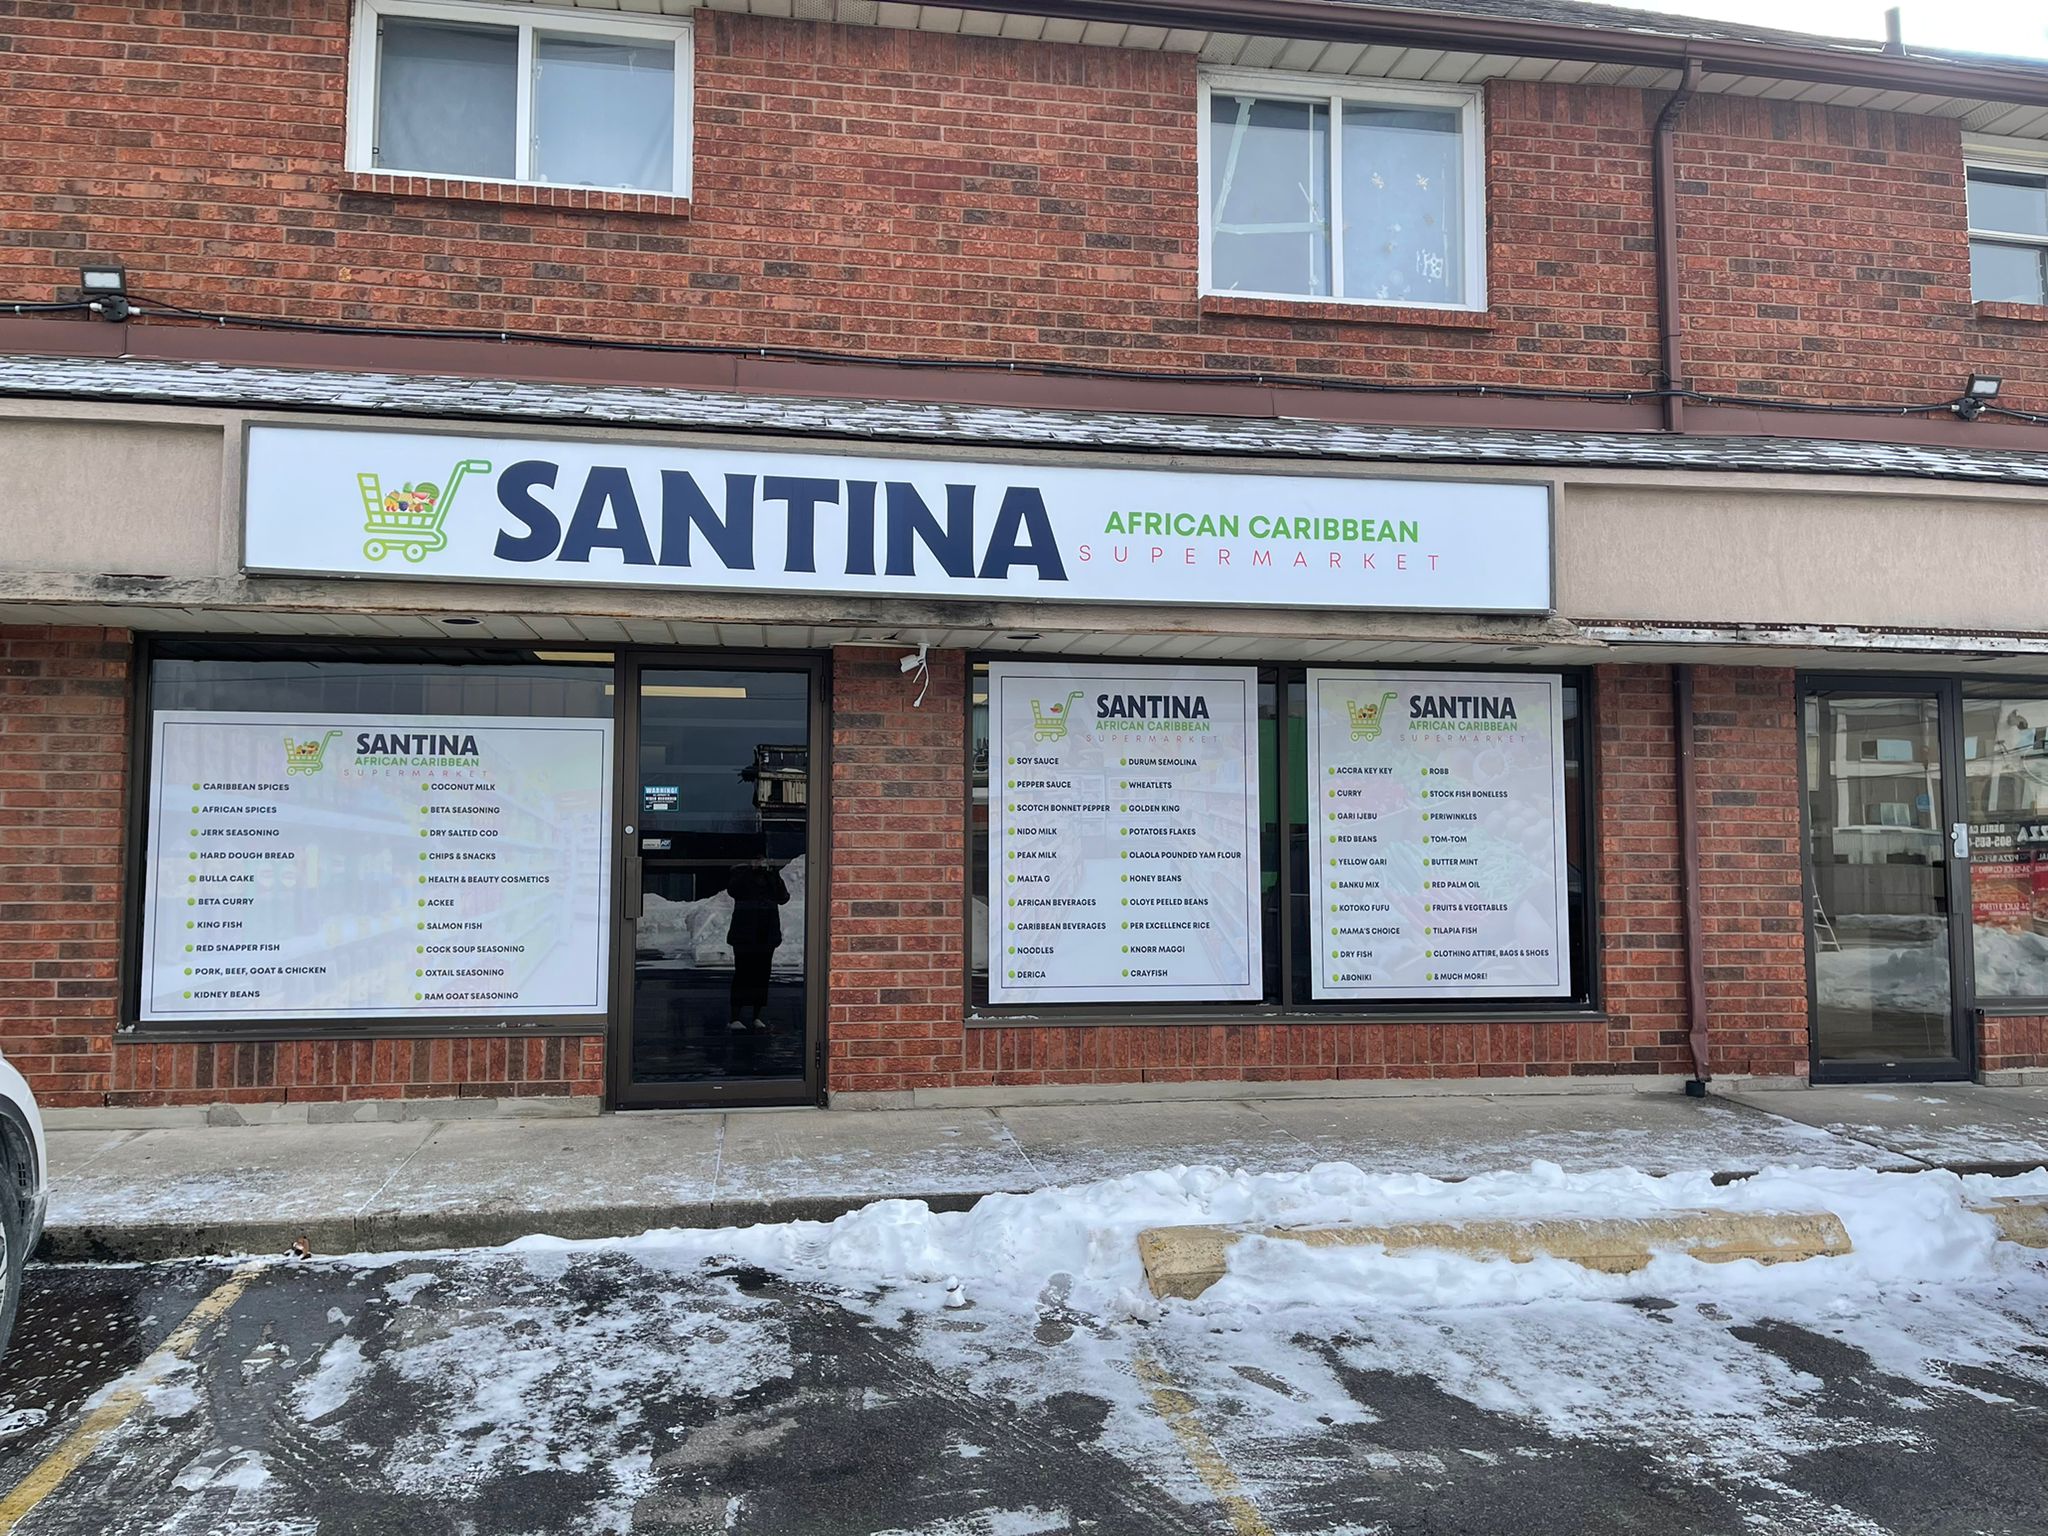 SANTINA
AFRICAN CARIBBEAN
SUPERMARKET
SANTINA
AFRICAN CARIBBEAN
SUPERMARKET
CARIBBEAN SPICES
AFRICAN SPICES
JERK SEASONING
HARD DOUGH BREAD
BULLA CAKE
BETA CURRY
KING FISH
RED SNAPPER FISH
PORK, BEEF, GOAT & CHICKEN
KIDNEY BEANS
COCONUT MILK
BETA SEASONING
DRY SALTED COD
CHIPS & SNACKS
HEALTH & BEAUTY COSMETICS
ACKEE
SALMON FISH
COCK SOUP SEASONING
OXTAIL SEASONING
RAM GOAT SEASONING
WARNING!
ADT
SANTINA
AFRICAN CARIBBEAN
SUPERMARKET
SOY SAUCE
PEPPER SAUCE
SCOTCH BONNET PEPPER
NIDO MILK
PEAK MILK
MALTA G
AFRICAN BEVERAGES
CARIBBEAN BEVERAGES
NOODLES
DERICA
DURUM SEMOLINA
WHEATLETS
GOLDEN KING
POTATOES FLAKES
OLAOLA POUNDED YAM FLOUR
HONEY BEANS
OLOYE PEELED BEANS
PER EXCELLENCE RICE
KNORR MAGGI
CRAYFISH
SANTINA
AFRICAN CARIBBEAN
SUPERMARKET
ACCRA KEY KEY
CURRY
GARI IJEBU
RED BEANS
YELLOW GARI
BANKU MIX
KOTOKO FUFU
MAMA'S CHOICE
DRY FISH
ABONIKI
ROBB
STOCK FISH BONELESS
PERIWINKLES
TOM-TOM
BUTTER MINT
RED PALM OIL
FRUITS & VEGETABLES
TILAPIA FISH
CLOTHING ATTIRE, BAGS & SHOES
& MUCH MORE!